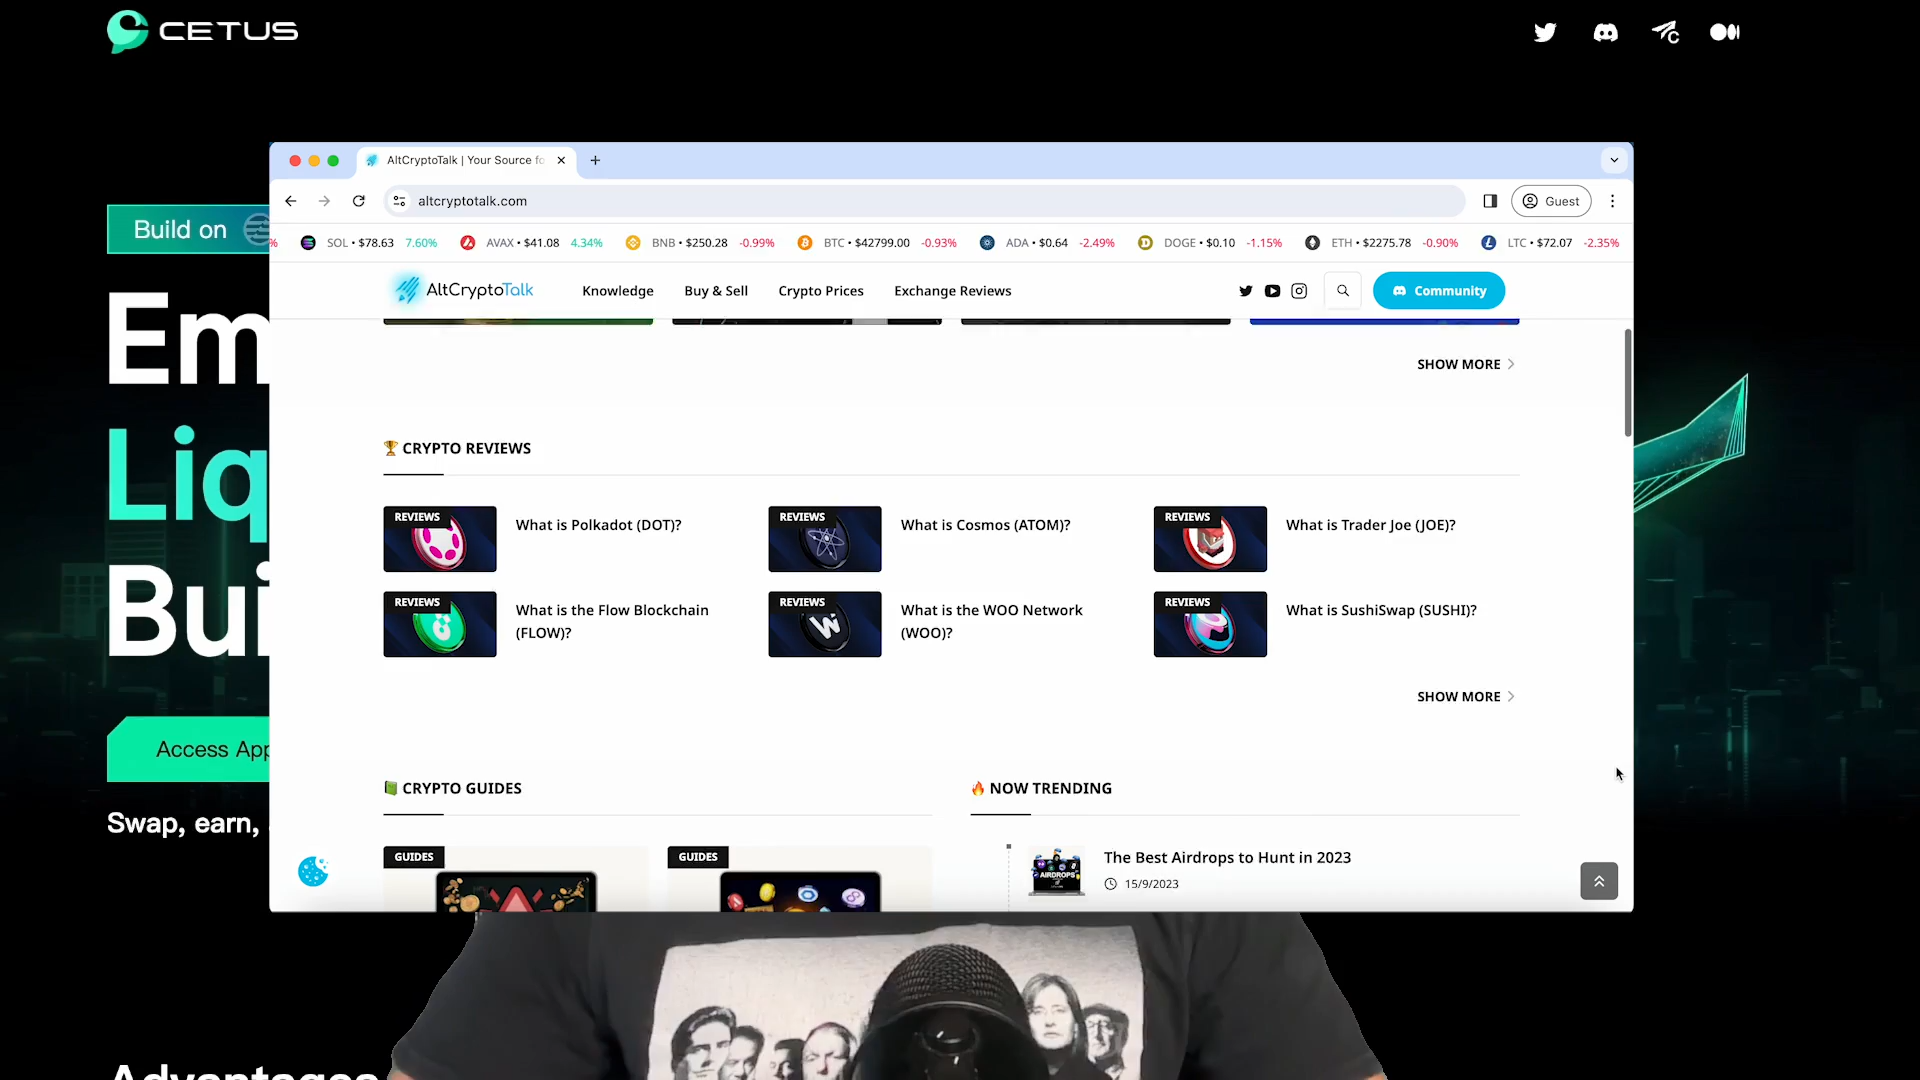 CETUS
Build on
Em
Liq
Bui
Access App
Swap, earn,
Advantages
AltCryptoTalk | Your Source fo
altcryptotalk.com
Guest
%
SOL • $78.63 7.60%
AVAX • $41.08 4.34%
BNB • $250.28 -0.99%
BTC • $42799.00 -0.93%
ADA • $0.64 -2.49%
DOGE • $0.10 -1.15%
ETH • $2275.78 -0.90%
LTC • $72.07 -2.35%
AltCryptoTalk
Knowledge
Buy & Sell
Crypto Prices
Exchange Reviews
Community
SHOW MORE
CRYPTO REVIEWS
REVIEWS
What is Polkadot (DOT)?
REVIEWS
What is Cosmos (ATOM)?
REVIEWS
What is Trader Joe (JOE)?
REVIEWS
What is the Flow Blockchain
(FLOW)?
REVIEWS
What is the WOO Network
(WOO)?
REVIEWS
What is SushiSwap (SUSHI)?
SHOW MORE
CRYPTO GUIDES
GUIDES
GUIDES
NOW TRENDING
AIRDROPS
The Best Airdrops to Hunt in 2023
15/9/2023